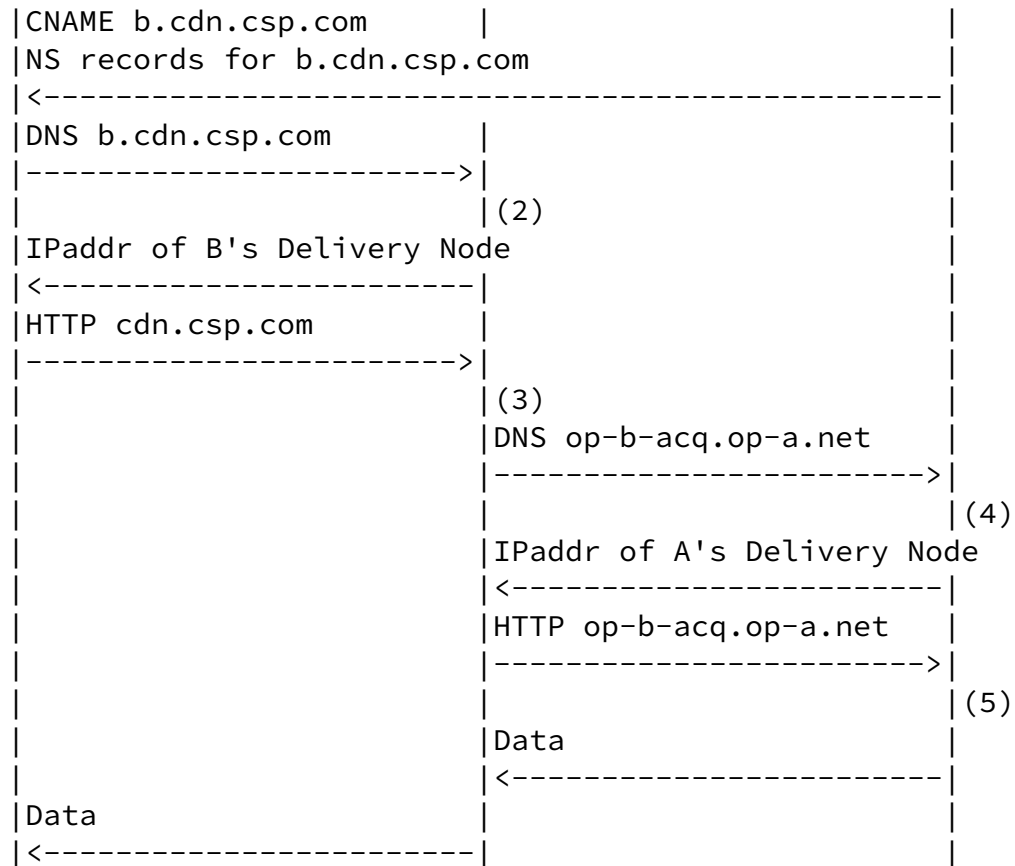 |CNAME b.cdn.csp.com      |                         |
|NS records for b.cdn.csp.com                       |
|<--------------------------------------------------|
|DNS b.cdn.csp.com        |                         |
|------------------------>|                         |
|                         |(2)                      |
|IPaddr of B's Delivery Node                        |
|<------------------------|                         |
|HTTP cdn.csp.com         |                         |
|------------------------>|                         |
|                         |(3)                      |
|                         |DNS op-b-acq.op-a.net    |
|                         |------------------------>|
|                         |                         |(4)
|                         |IPaddr of A's Delivery Node
|                         |<------------------------|
|                         |HTTP op-b-acq.op-a.net   |
|                         |------------------------>|
|                         |                         |(5)
|                         |Data                     |
|                         |<------------------------|
|Data                     |                         |
|<------------------------|                         |